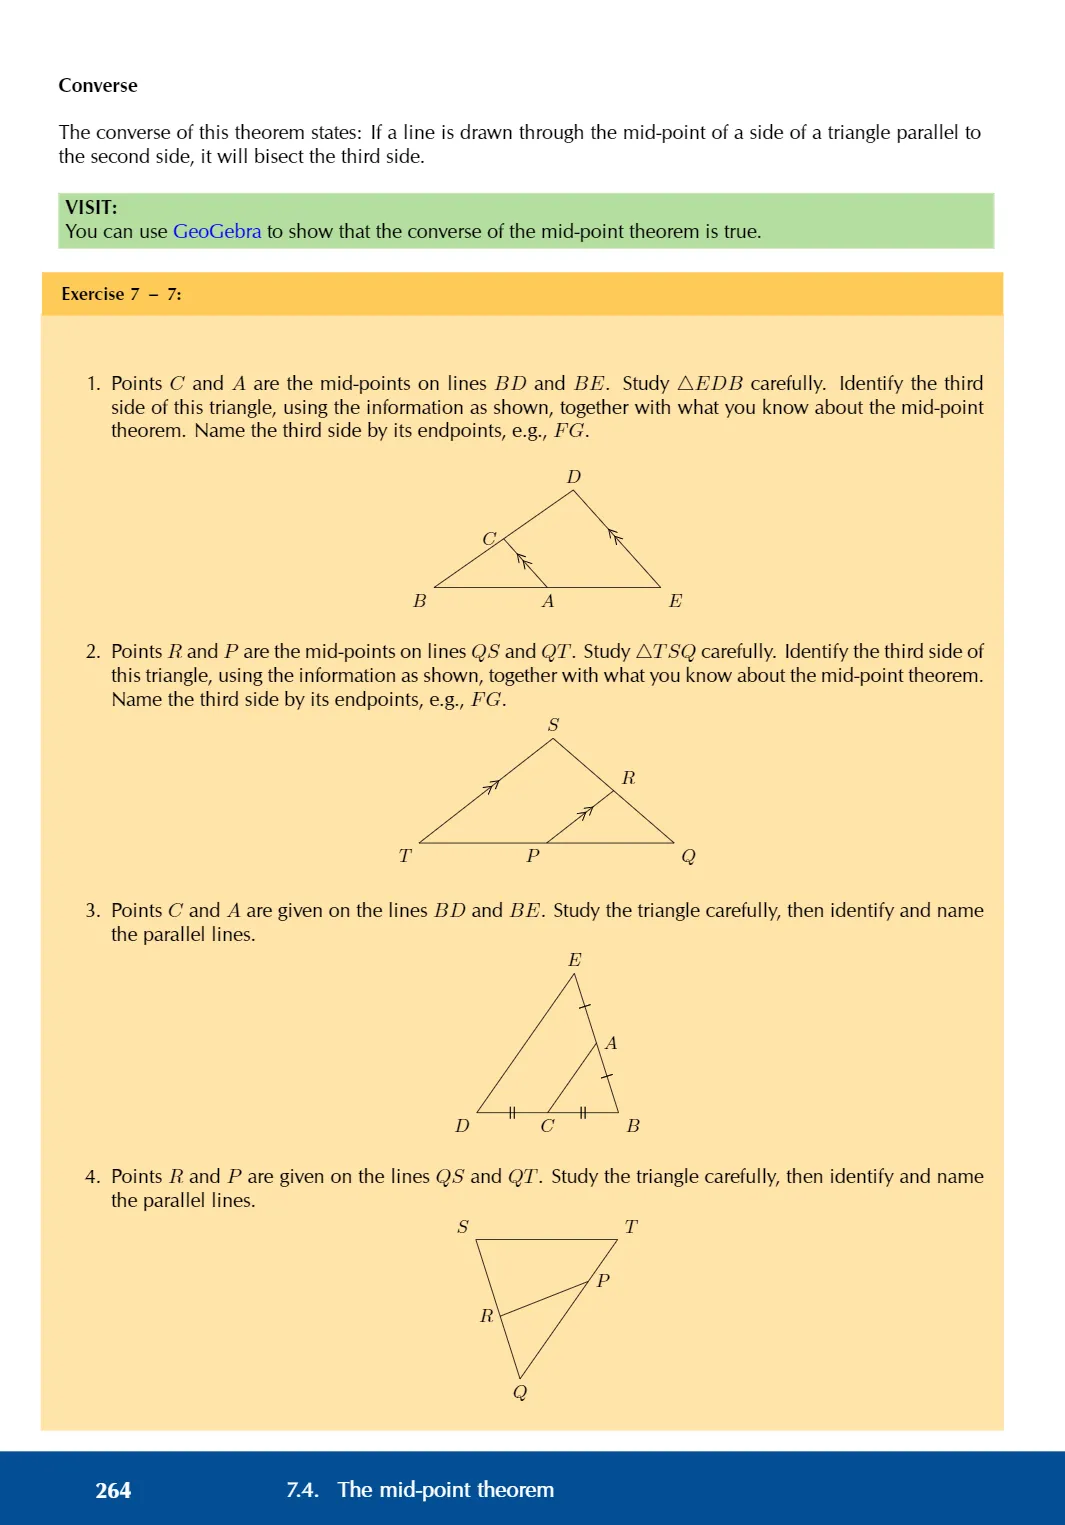 Converse
The converse of this theorem states: If a line is drawn through the mid-point of a side of a triangle parallel to
the second side, it will bisect the third side.
VISIT:
You can use GeoGebra to show that the converse of the mid-point theorem is true.
Exercise 7 – 7:
1. Points C and A are the mid-points on lines BD and BE. Study △EDB carefully. Identify the third
side of this triangle, using the information as shown, together with what you know about the mid-point
theorem. Name the third side by its endpoints, e.g., FG.
D
C
B A E
2. Points R and P are the mid-points on lines QS and QT. Study △TSQ carefully. Identify the third side of
this triangle, using the information as shown, together with what you know about the mid-point theorem.
Name the third side by its endpoints, e.g., FG.
S
R
T P Q
3. Points C and A are given on the lines BD and BE. Study the triangle carefully, then identify and name
the parallel lines.
E
A
D C B
4. Points R and P are given on the lines QS and QT. Study the triangle carefully, then identify and name
the parallel lines.
S T
P
R
Q
264 7.4. The mid-point theorem